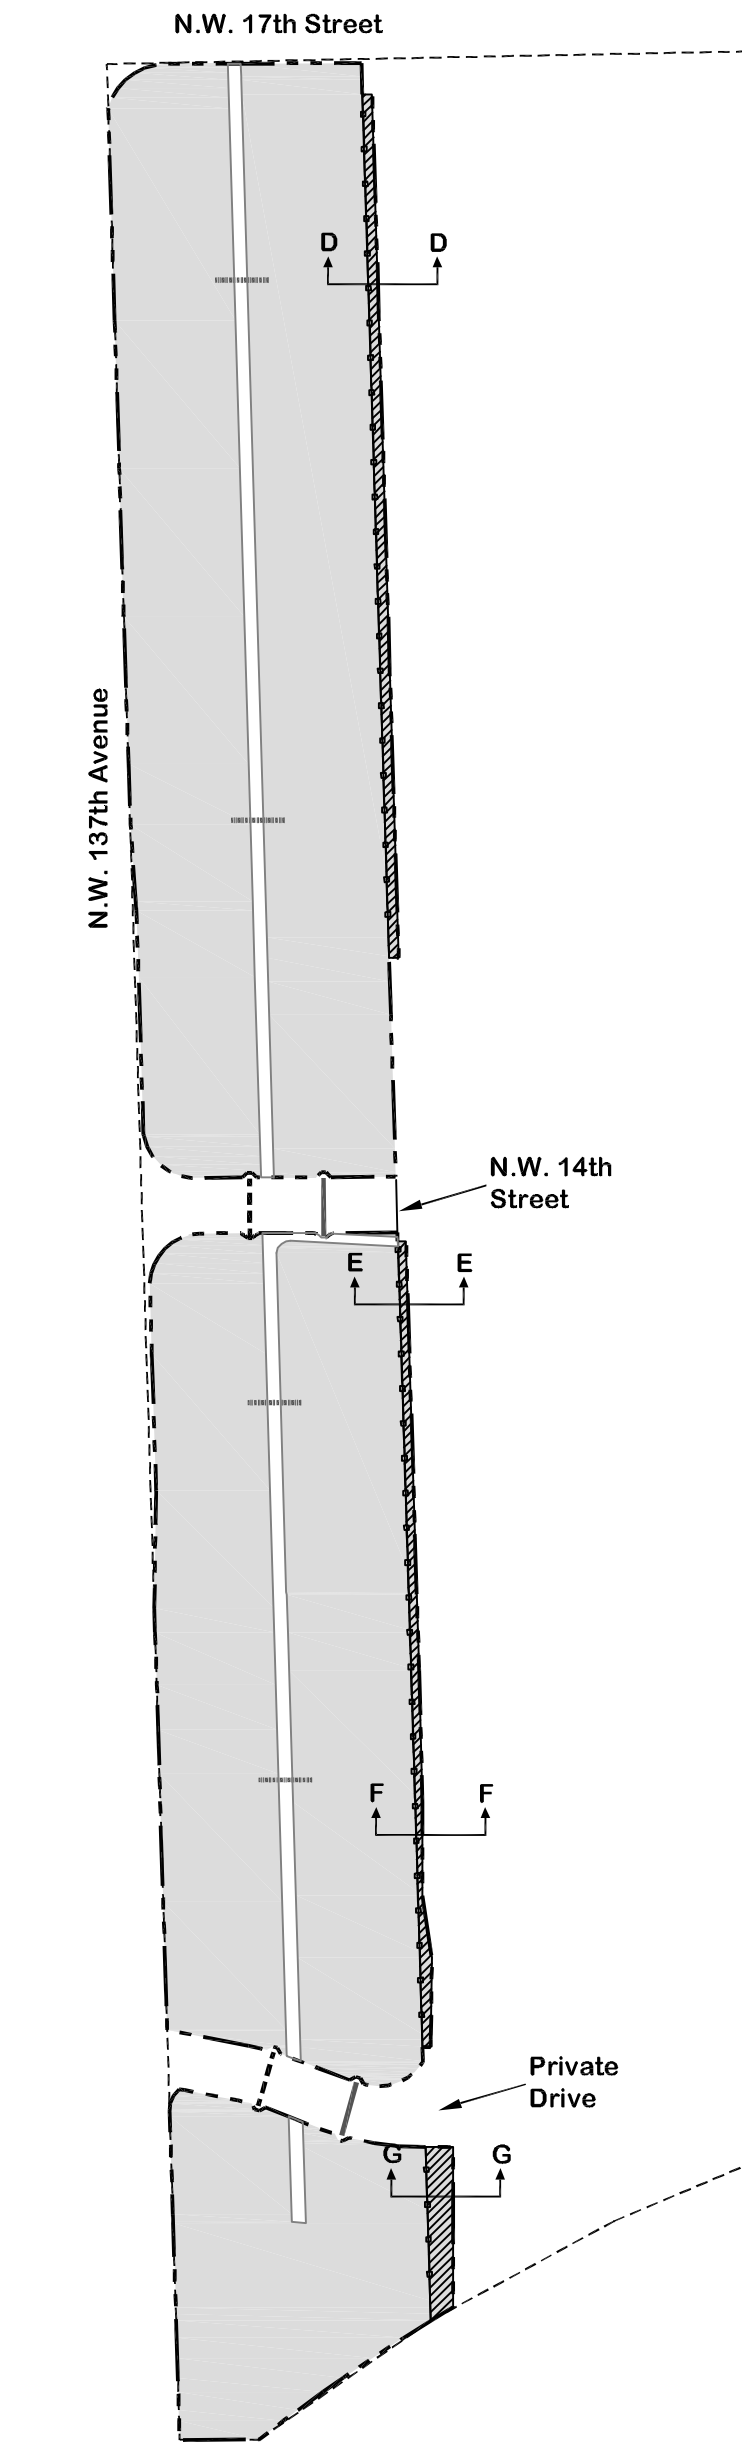 N.W. 17th Street
D D
N.W. 137th Avenue
N.W. 14th
Street
E E
F F
Private
Drive
G G